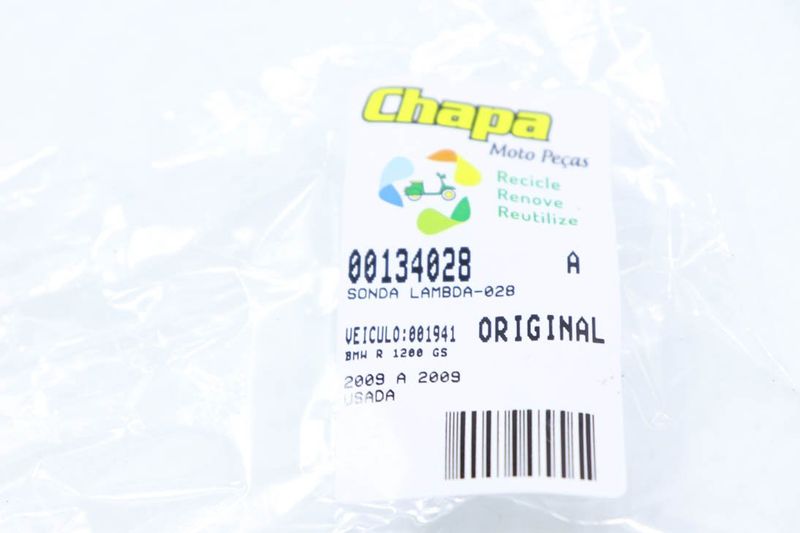 Chapa
Moto Peças
Recicle
Renove
Reutilize
00134028 A
SONDA LAMBDA-028
VEICULO:001941 ORIGINAL
BMW R 1200 GS
2009 A 2009
USADA